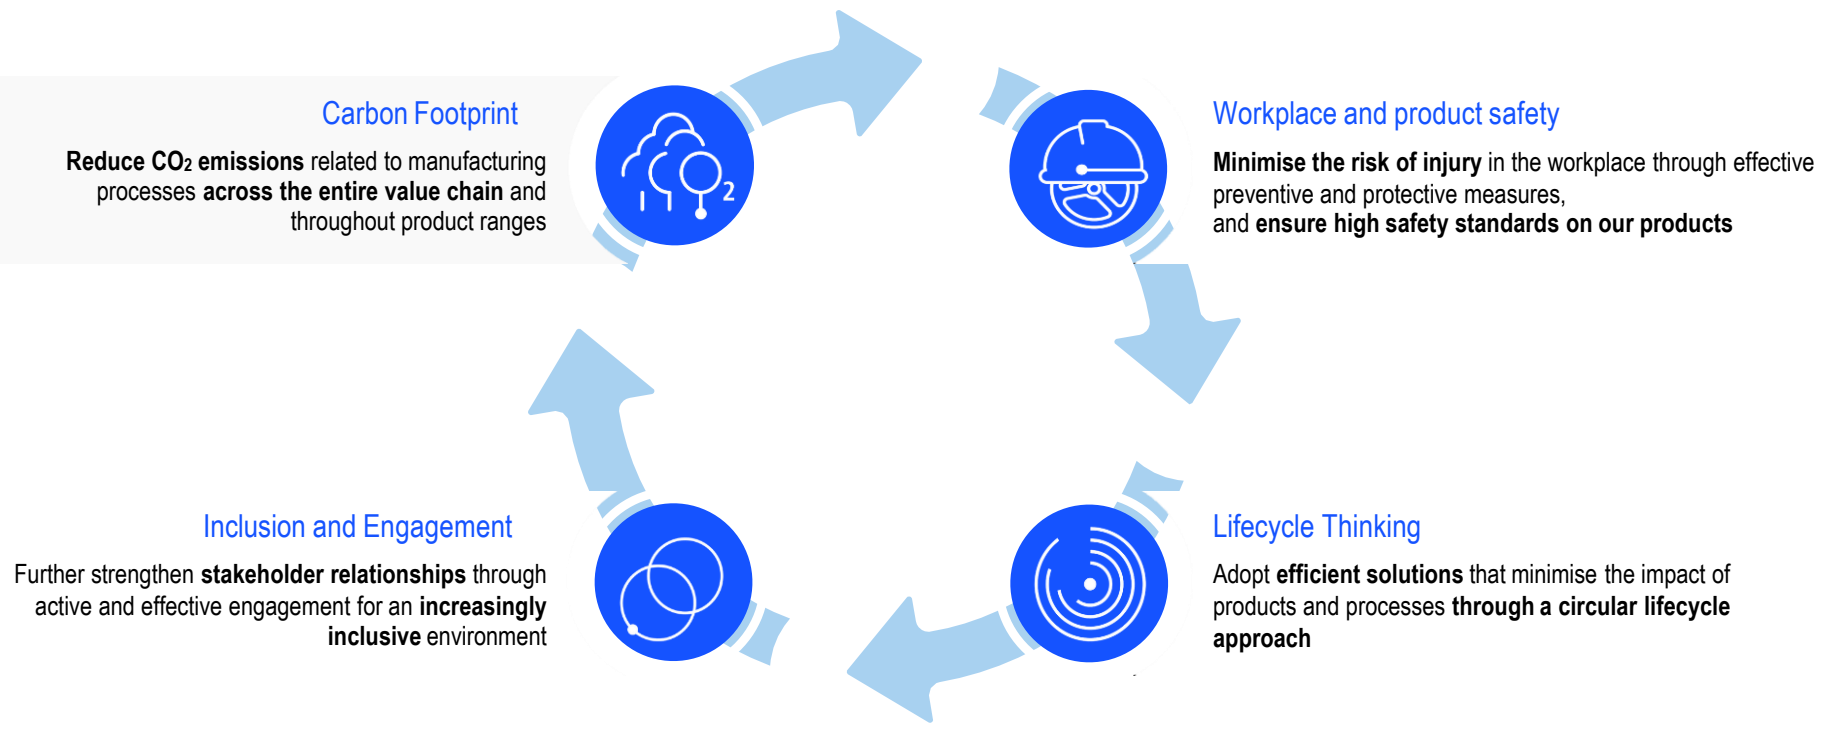 Carbon Footprint
Reduce CO2 emissions related to manufacturing
processes across the entire value chain and
throughout product ranges
2
Workplace and product safety
Minimise the risk of injury in the workplace through effective
preventive and protective measures,
and ensure high safety standards on our products
Inclusion and Engagement
Further strengthen stakeholder relationships through
active and effective engagement for an increasingly
inclusive environment
Lifecycle Thinking
Adopt efficient solutions that minimise the impact of
products and processes through a circular lifecycle
approach